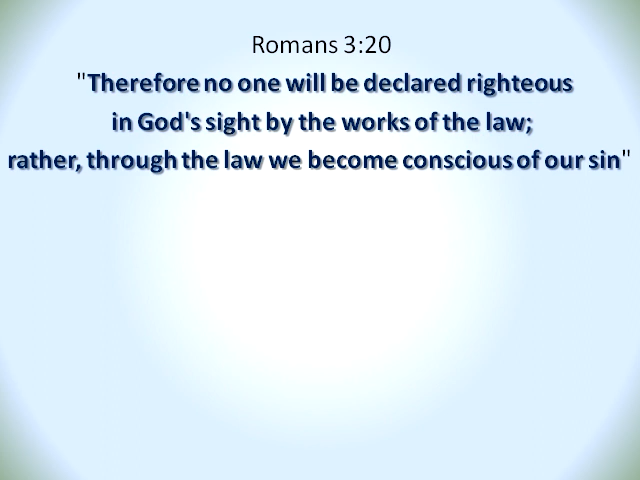 Romans 3:20
"Therefore no one will be declared righteous
in God's sight by the works of the law;
rather, through the law we become conscious of our sin"